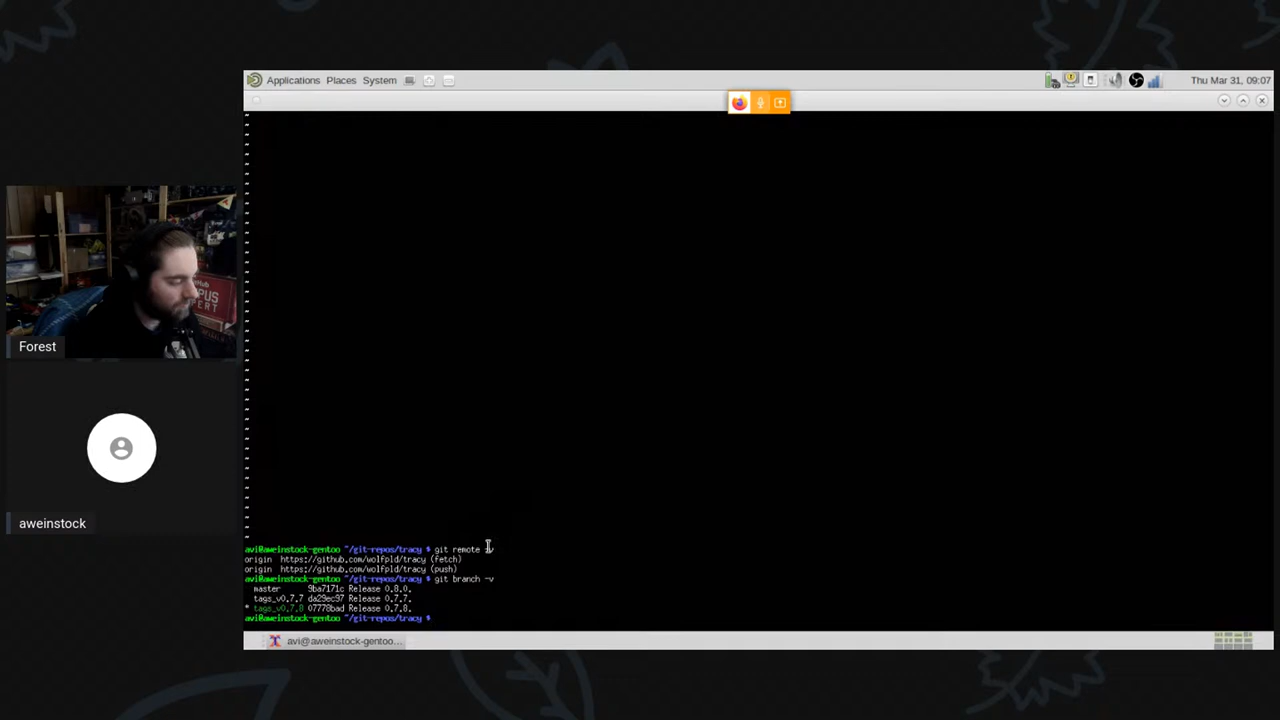 Applications Places System
Thu Mar 31, 09:07
Forest
aweinstock
avi@aweinstock-gentoo ~/git-repos/tracy $ git remote -v
origin https://github.com/wolfpld/tracy (fetch)
origin https://github.com/wolfpld/tracy (push)
avi@aweinstock-gentoo ~/git-repos/tracy $ git branch -v
master 9ba7171c Release 0.8.0.
tags_v0.7.7 da29ec97 Release 0.7.7.
* tags_v0.7.8 07778bad Release 0.7.8.
avi@aweinstock-gentoo ~/git-repos/tracy $
avi@aweinstock-gentoo...